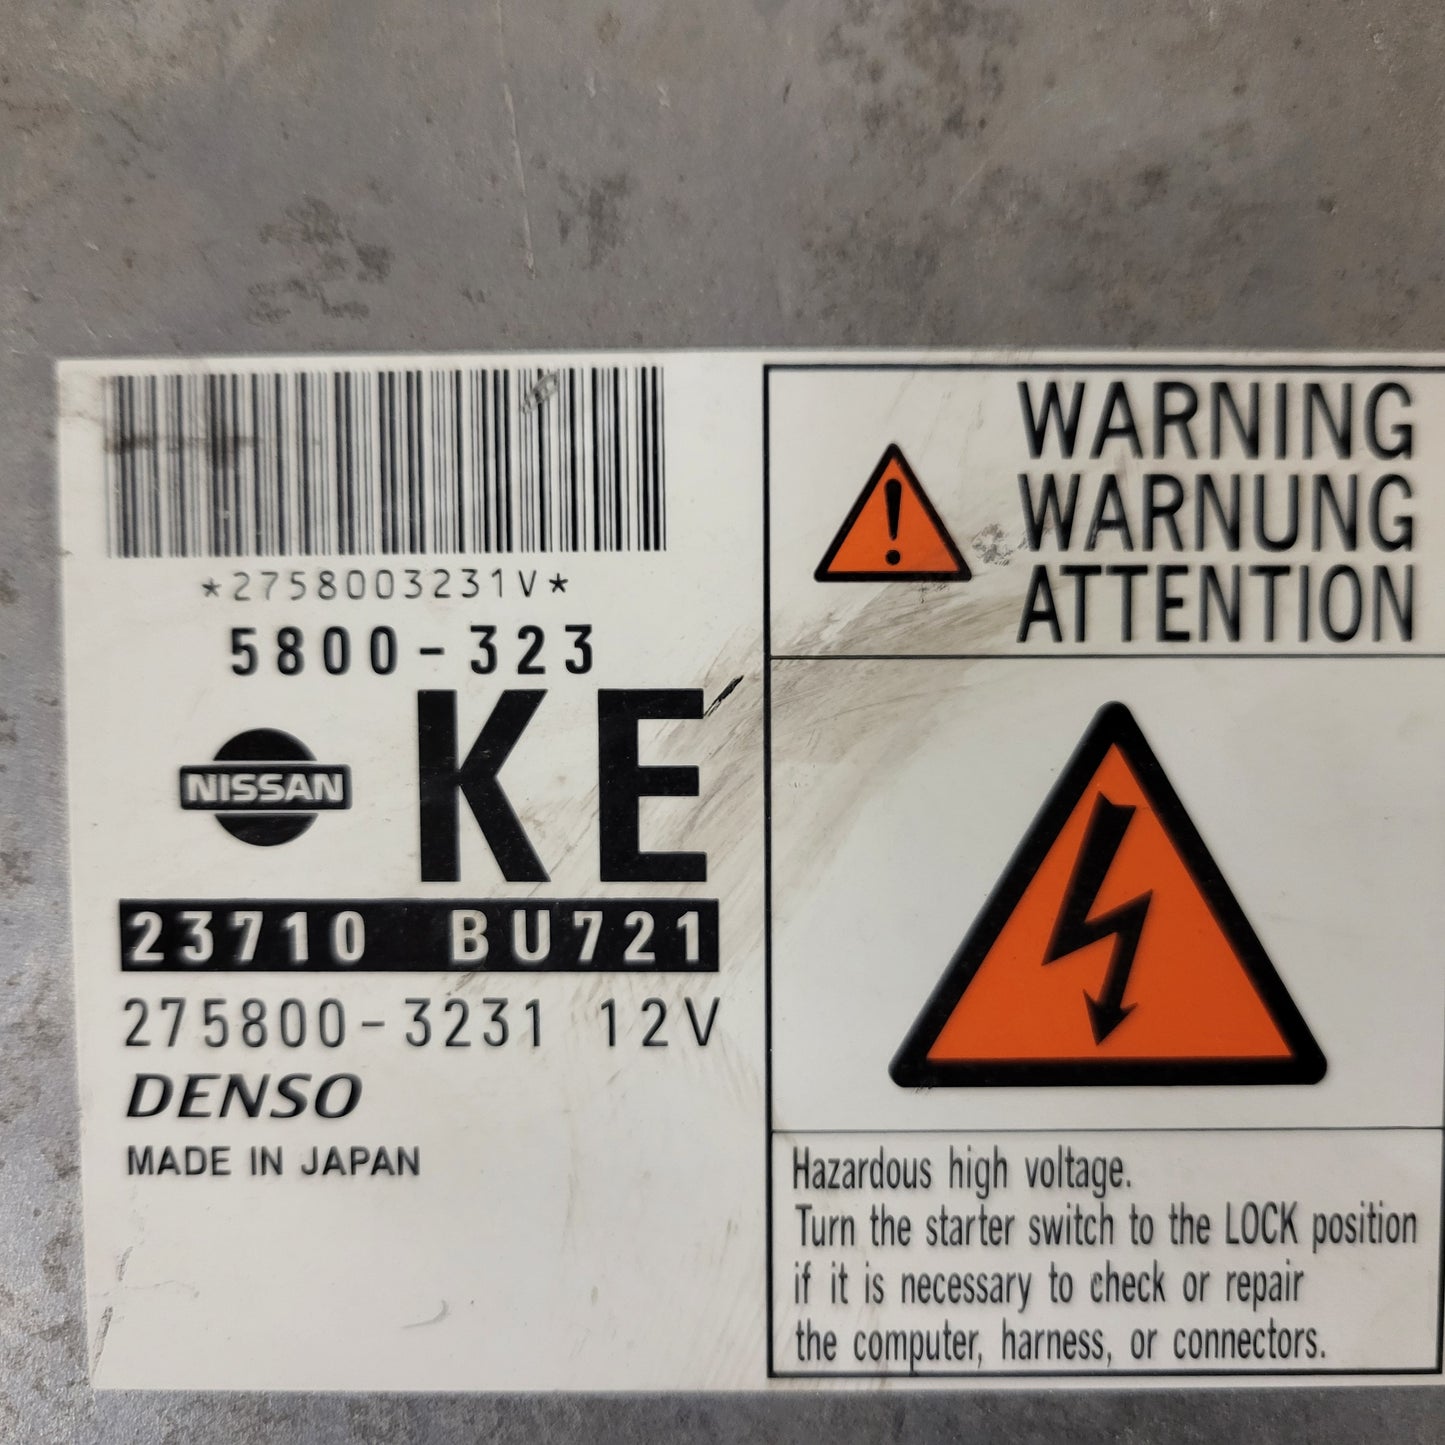 *2758003231V*
5800-323
NISSAN
KE
23710 BU721
275800-3231 12V
DENSO
MADE IN JAPAN
WARNING
WARNUNG
ATTENTION
Hazardous high voltage.
Turn the starter switch to the LOCK position
if it is necessary to check or repair
the computer, harness, or connectors.